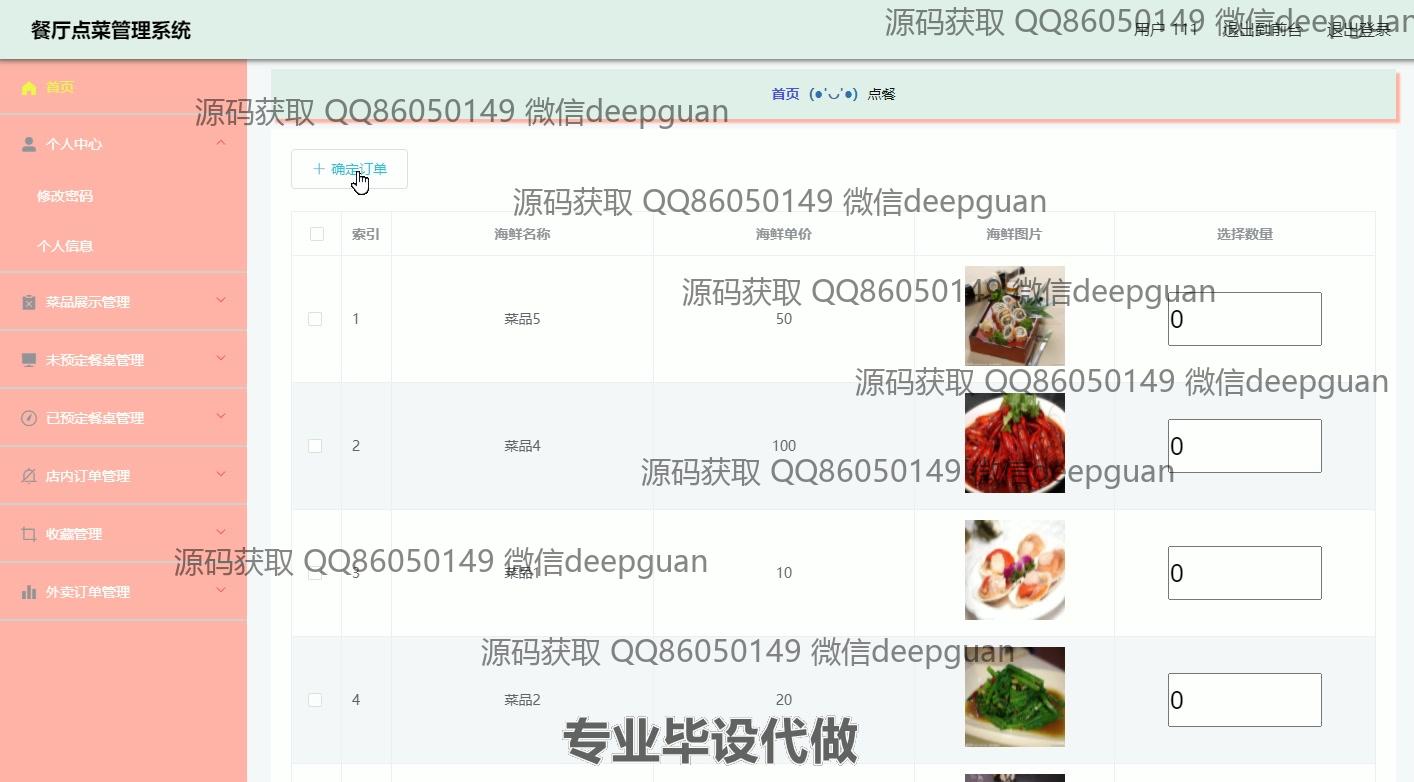 餐厅点菜管理系统
用户 111 退出到前台 退出登录
源码获取 QQ86050149 微信deepguan
首页
首页 (●'◡'●) 点餐
源码获取 QQ86050149 微信deepguan
个人中心
+ 确定订单
修改密码
源码获取 QQ86050149 微信deepguan
索引 海鲜名称 海鲜单价 海鲜图片 选择数量
个人信息
源码获取 QQ86050149 微信deepguan
菜品展示管理
1 菜品5 50 0
未预定餐桌管理
源码获取 QQ86050149 微信deepguan
已预定餐桌管理
2 菜品4 100 0
源码获取 QQ86050149 微信deepguan
店内订单管理
收藏管理
源码获取 QQ86050149 微信deepguan
3 菜品1 10 0
外卖订单管理
源码获取 QQ86050149 微信deepguan
4 菜品2 20 0
专业毕设代做